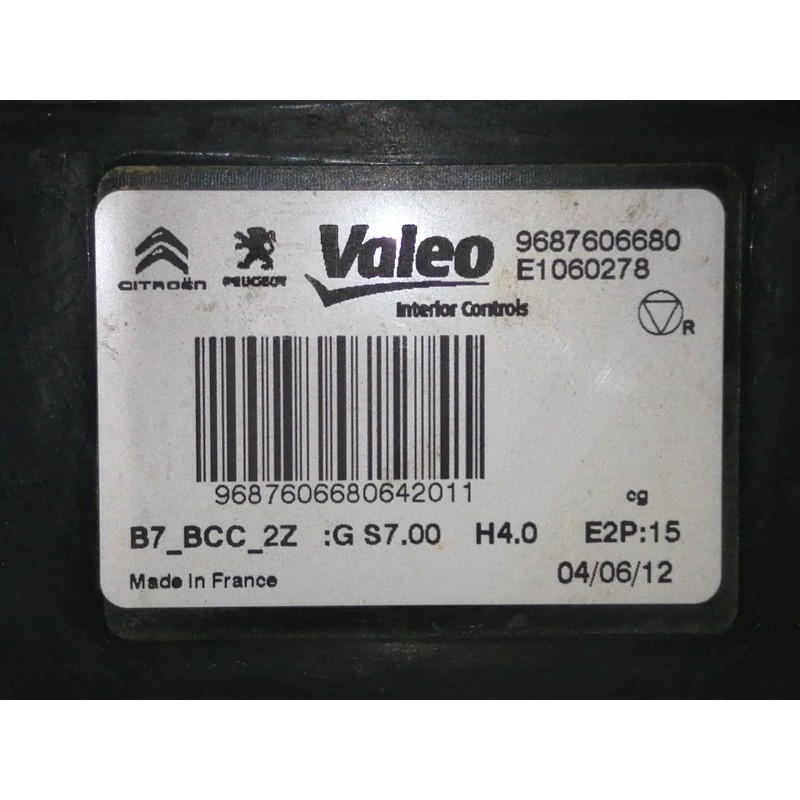 CITROËN PEUGEOT Valeo 9687606680
E1060278
Interior Controls
R
9687606680642011
cg
B7_BCC_2Z :G S7.00 H4.0 E2P:15
Made in France 04/06/12